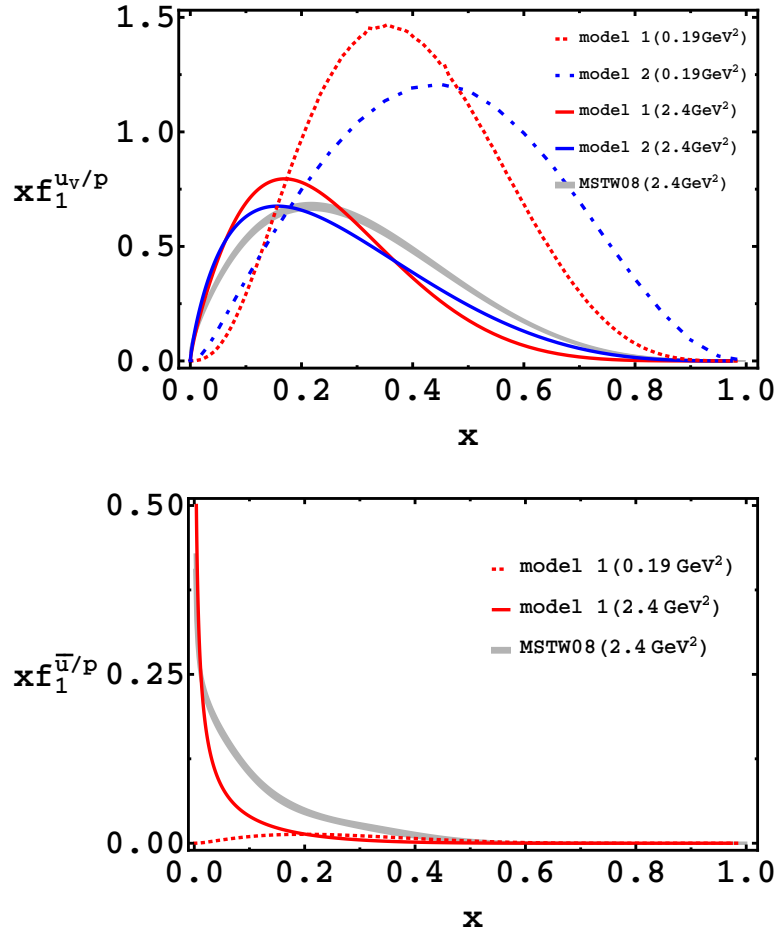 1.5
model 1(0.19GeV²)
model 2(0.19GeV²)
1.0
model 1(2.4GeV²)
model 2(2.4GeV²)
xf₁^{u_v/p}
MSTW08(2.4GeV²)
0.5
0.0
0.0 0.2 0.4 0.6 0.8 1.0
x
0.50
model 1(0.19 GeV²)
model 1(2.4 GeV²)
MSTW08(2.4 GeV²)
xf₁^{ū/p}
0.25
0.00
0.0 0.2 0.4 0.6 0.8 1.0
x